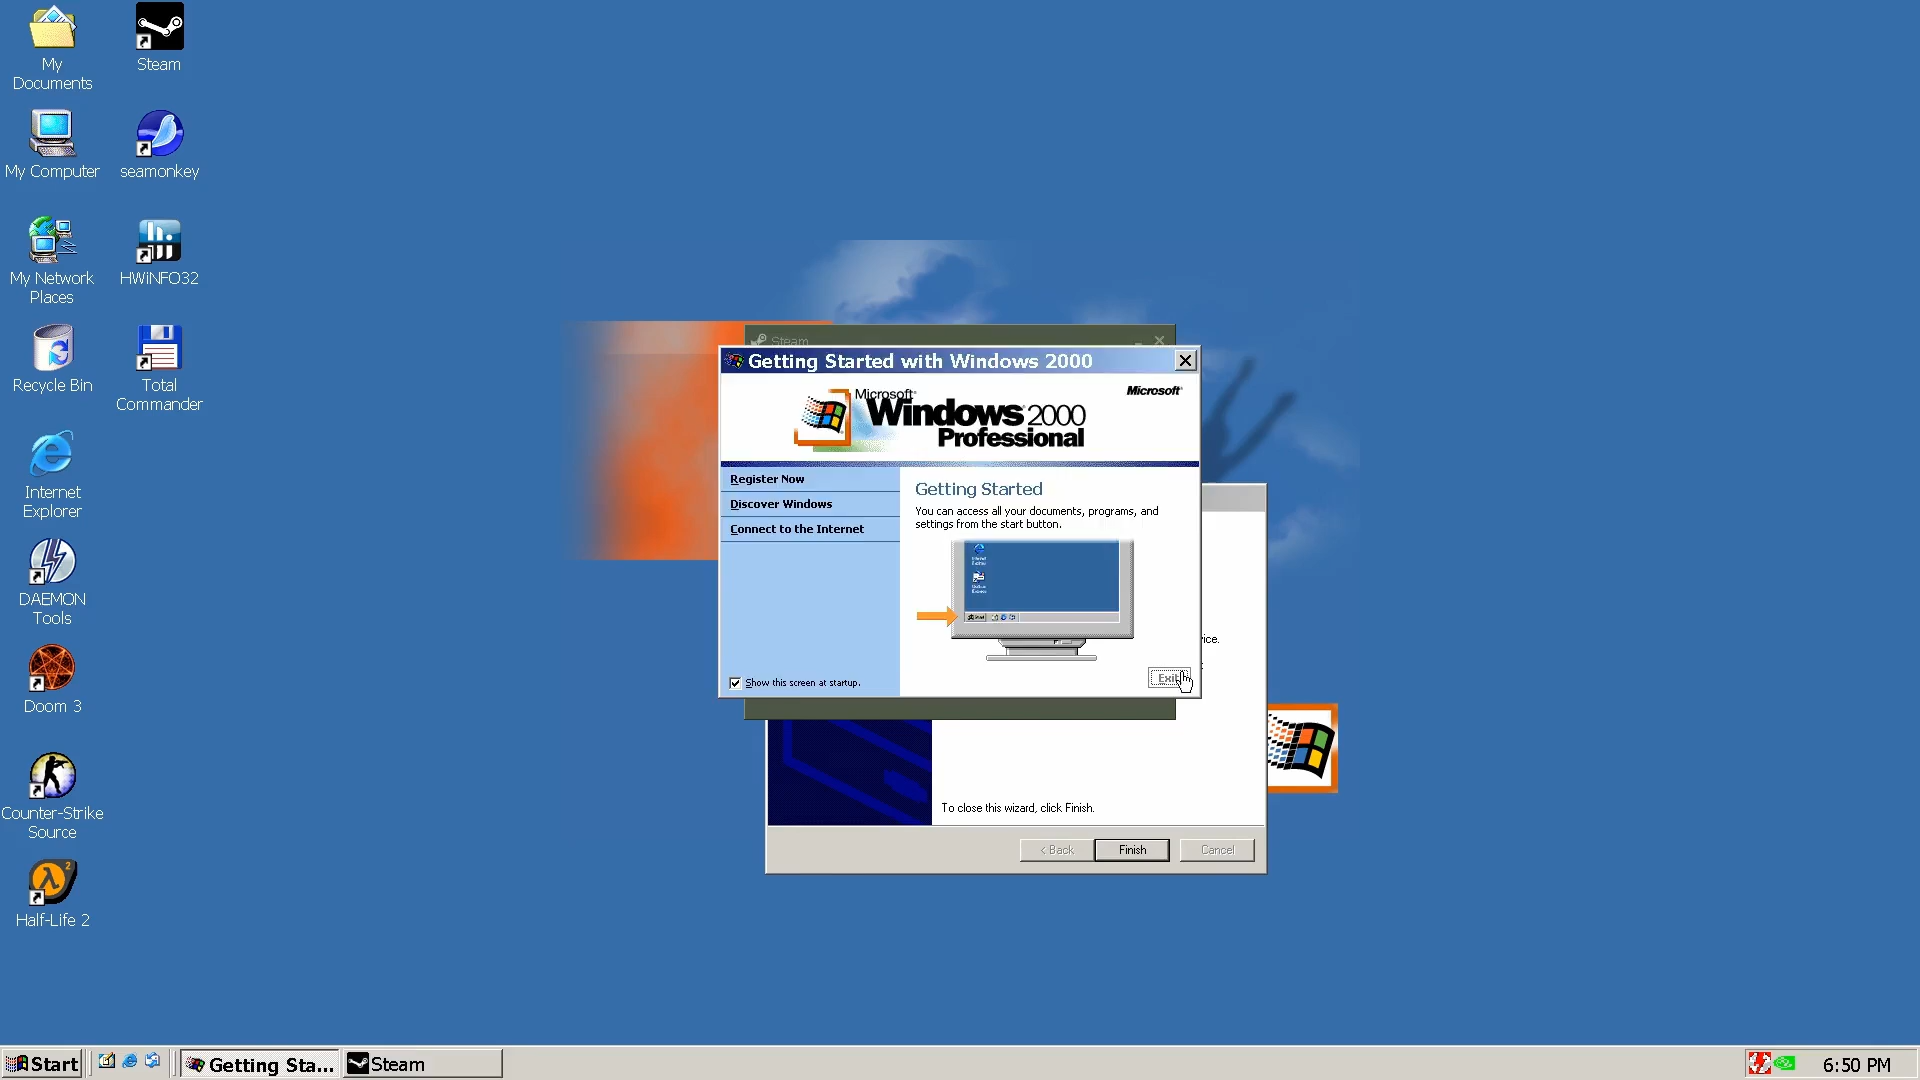 My
Documents
Steam
My Computer
seamonkey
My Network
Places
HWiNFO32
Recycle Bin
Total
Commander
Internet
Explorer
DAEMON
Tools
Doom 3
Counter-Strike
Source
Half-Life 2
Steam
Getting Started with Windows 2000
Microsoft
Windows 2000
Professional
Microsoft
Register Now
Discover Windows
Connect to the Internet
Getting Started
You can access all your documents, programs, and
settings from the start button.
Show this screen at startup.
Exit
To close this wizard, click Finish.
< Back
Finish
Cancel
Start
Getting Sta...
Steam
6:50 PM